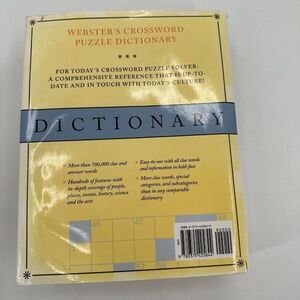 WEBSTER'S CROSSWORD
PUZZLE DICTIONARY
FOR TODAY'S CROSSWORD PUZZLE SOLVER:
A COMPREHENSIVE REFERENCE THAT IS UP-TO-
DATE AND IN TOUCH WITH TODAY'S CULTURE!
DICTIONARY
• More than 700,000 clue and
answer words
• Hundreds of features with
in-depth coverage of people,
places, events, history, science
and the arts
• Easy-to-use with all clue words
and information in bold-face
• More clue words, special
categories, and subcategories
than in any comparable
dictionary
90000
46
47